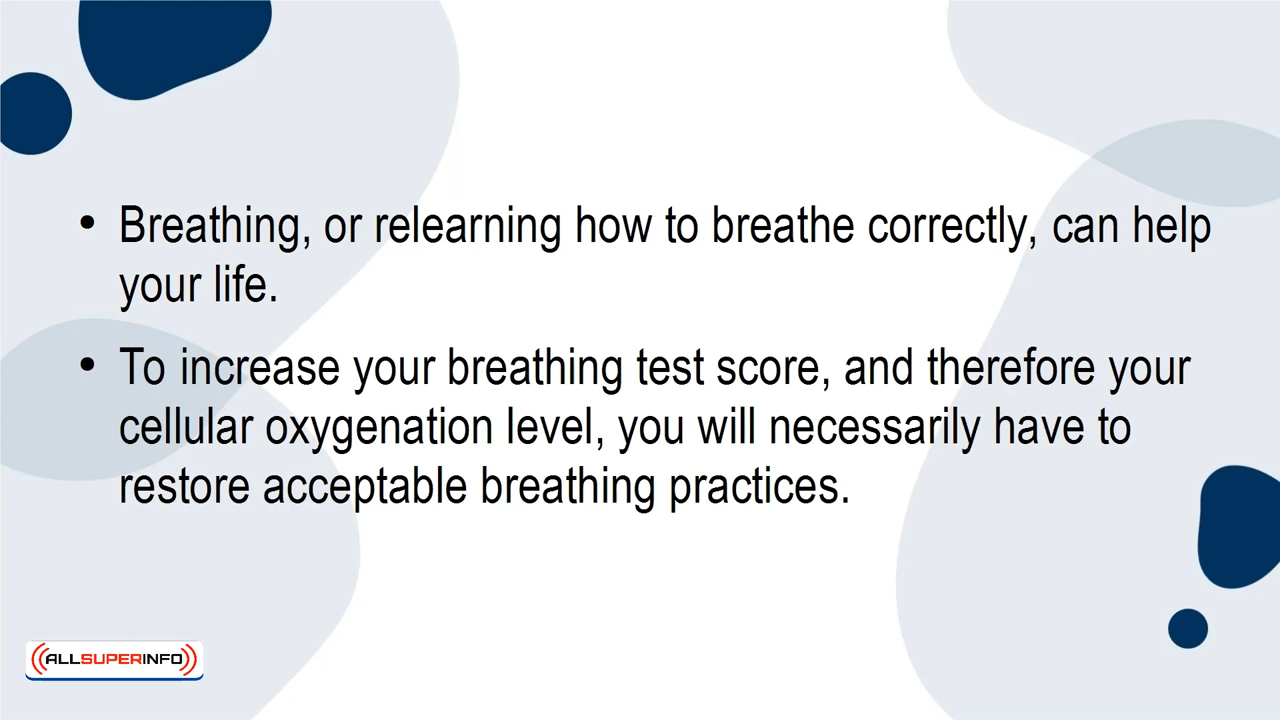 • Breathing, or relearning how to breathe correctly, can help
your life.
• To increase your breathing test score, and therefore your
cellular oxygenation level, you will necessarily have to
restore acceptable breathing practices.
ALLSUPERINFO